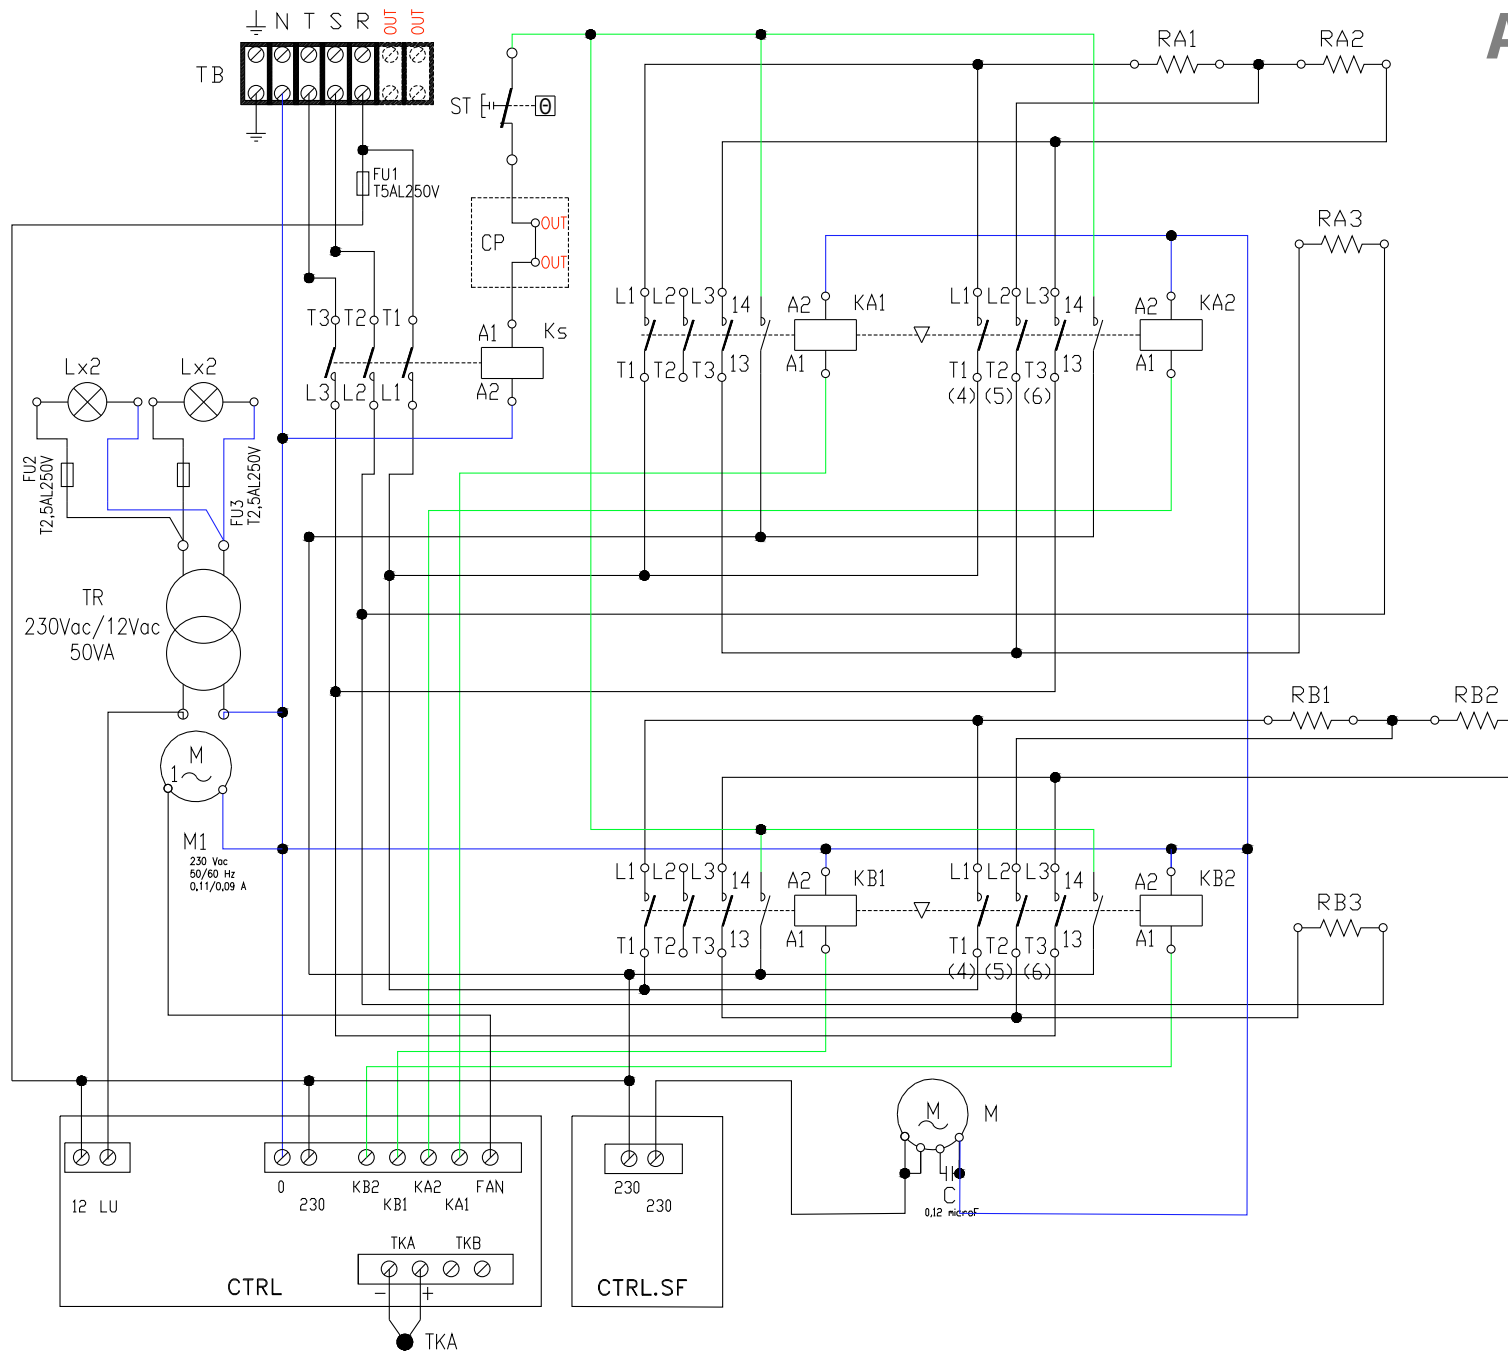 N T S R OUT OUT
A
TB
ST
Θ
RA1
RA2
FU1
T5AL250V
CP
OUT
OUT
RA3
T3 T2 T1
A1
Ks
A2
L3 L2 L1
L1 L2 L3 14
A2
KA1
A1
T1 T2 T3 13
L1 L2 L3 14
A2
KA2
A1
T1 T2 T3 13
(4) (5) (6)
Lx2
Lx2
FU2
T2,5AL250V
FU3
T2,5AL250V
TR
230Vac/12Vac
50VA
RB1
RB2
M
1
M1
230 Vac
50/60 Hz
0,11/0,09 A
L1 L2 L3 14
A2
KB1
A1
T1 T2 T3 13
L1 L2 L3 14
A2
KB2
A1
T1 T2 T3 13
(4) (5) (6)
RB3
M
M
C
0,12 microF
12 LU
0
230
KB2
KB1
KA2
KA1
FAN
TKA
TKB
- +
CTRL
TKA
230
230
CTRL.SF